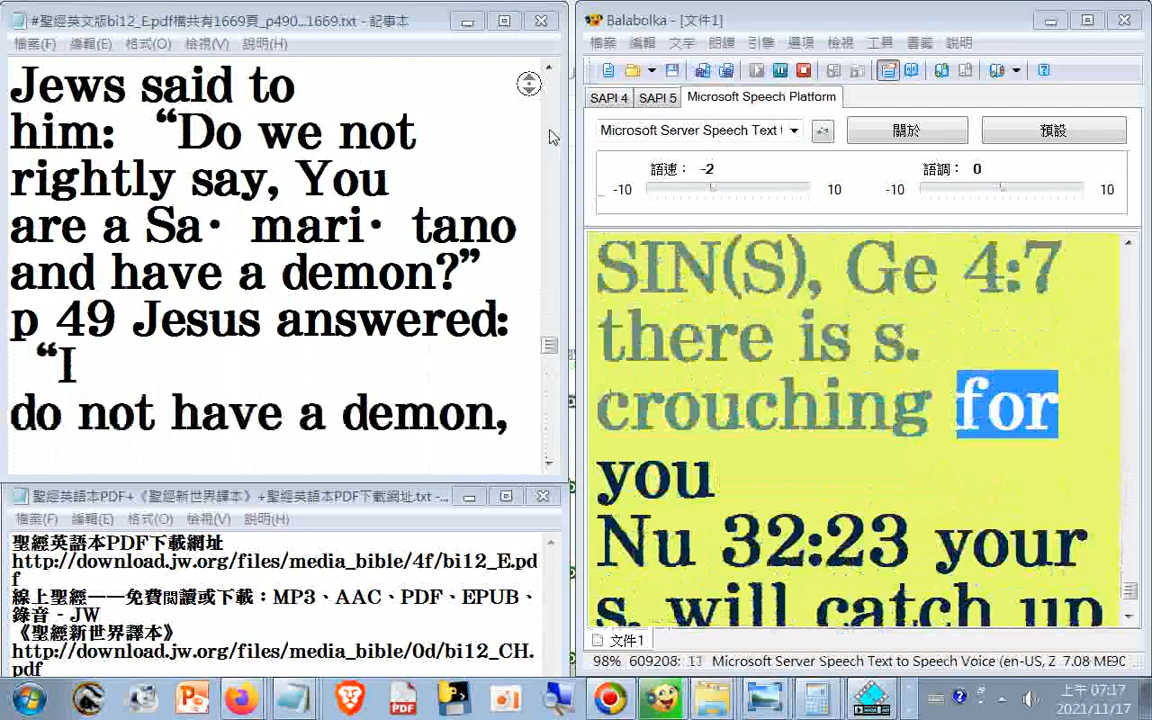 #聖經英文版bi12_E.pdf檔共有1669頁_p490...1669.txt - 記事本
檔案(F) 編輯(E) 格式(O) 檢視(V) 說明(H)
Jews said to
him: “Do we not
rightly say, You
are a Sa· mari· tano
and have a demon?”
p 49 Jesus answered:
“I
do not have a demon,
聖經英語本PDF+《聖經新世界譯本》+聖經英語本PDF下載網址.txt -...
檔案(F) 編輯(E) 格式(O) 檢視(V) 說明(H)
聖經英語本PDF下載網址
http://download.jw.org/files/media_bible/4f/bi12_E.pd
f
線上聖經——免費閱讀或下載：MP3、AAC、PDF、EPUB、
錄音 - JW
《聖經新世界譯本》
http://download.jw.org/files/media_bible/0d/bi12_CH.
pdf
Balabolka - [文件1]
檔案 編輯 文字 朗讀 引擎 選項 檢視 工具 書籤 說明
SAPI 4 SAPI 5 Microsoft Speech Platform
Microsoft Server Speech Text 關於 預設
語速： -2 語調： 0
-10 10 -10 10
SIN(S), Ge 4:7
there is s.
crouching for
you
Nu 32:23 your
s. will catch up
文件1
98% 609208: Microsoft Server Speech Text to Speech Voice (en-US, Z 7.08 МЕ
上午 07:17
2021/11/17